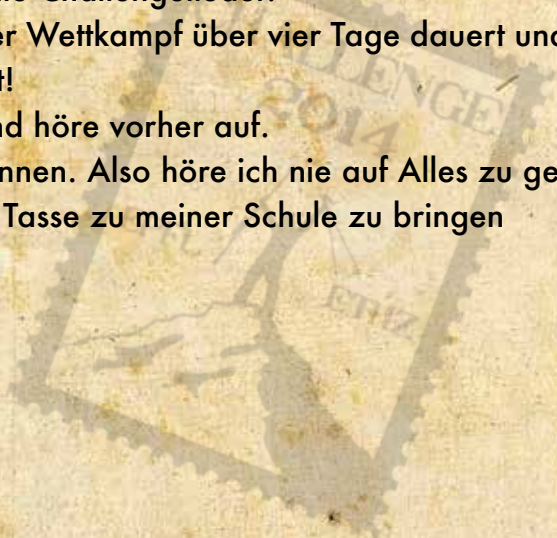 er Wettkampf über vier Tage dauert und
t!
nd höre vorher auf.
nnen. Also höre ich nie auf Alles zu ge
Tasse zu meiner Schule zu bringen
2014